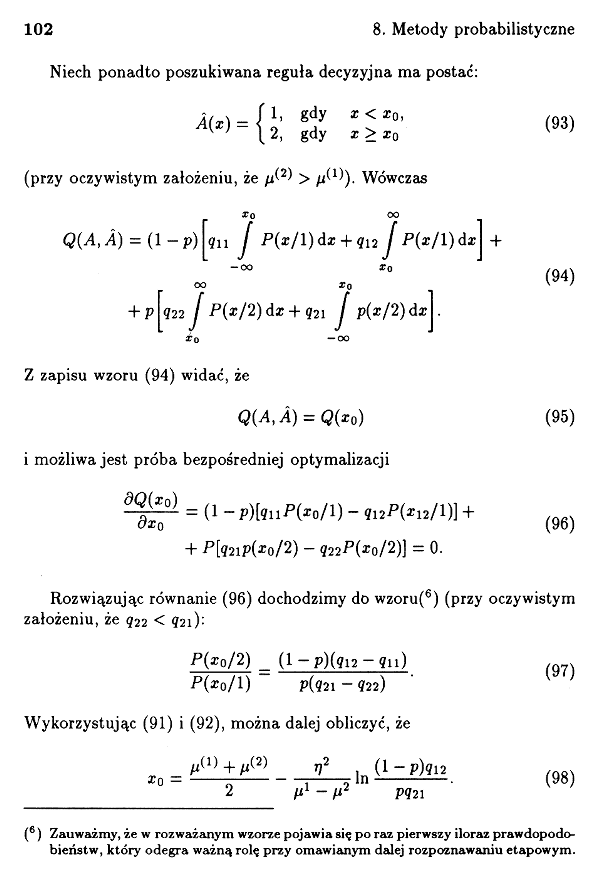 102 8. Metody probabilistyczne
Niech ponadto poszukiwana reguła decyzyjna ma postać:
Â(x) = { 1, gdy x < x₀,
2, gdy x ≥ x₀ (93)
(przy oczywistym założeniu, że μ⁽²⁾ > μ⁽¹⁾). Wówczas
Q(A, Â) = (1 − p)[q₁₁ ∫_{−∞}^{x₀} P(x/1) dx + q₁₂ ∫_{x₀}^{∞} P(x/1) dx] +
+ p[q₂₂ ∫_{x₀}^{∞} P(x/2) dx + q₂₁ ∫_{−∞}^{x₀} p(x/2) dx]. (94)
Z zapisu wzoru (94) widać, że
Q(A, Â) = Q(x₀) (95)
i możliwa jest próba bezpośredniej optymalizacji
∂Q(x₀)/∂x₀ = (1 − p)[q₁₁P(x₀/1) − q₁₂P(x₁₂/1)] +
+ P[q₂₁p(x₀/2) − q₂₂P(x₀/2)] = 0. (96)
Rozwiązując równanie (96) dochodzimy do wzoru(⁶) (przy oczywistym
założeniu, że q₂₂ < q₂₁):
P(x₀/2)/P(x₀/1) = (1 − p)(q₁₂ − q₁₁)/p(q₂₁ − q₂₂). (97)
Wykorzystując (91) i (92), można dalej obliczyć, że
x₀ = (μ⁽¹⁾ + μ⁽²⁾)/2 − η²/(μ¹ − μ²) ln (1 − p)q₁₂/pq₂₁. (98)
(⁶) Zauważmy, że w rozważanym wzorze pojawia się po raz pierwszy iloraz prawdopodo-
bieństw, który odegra ważną rolę przy omawianym dalej rozpoznawaniu etapowym.